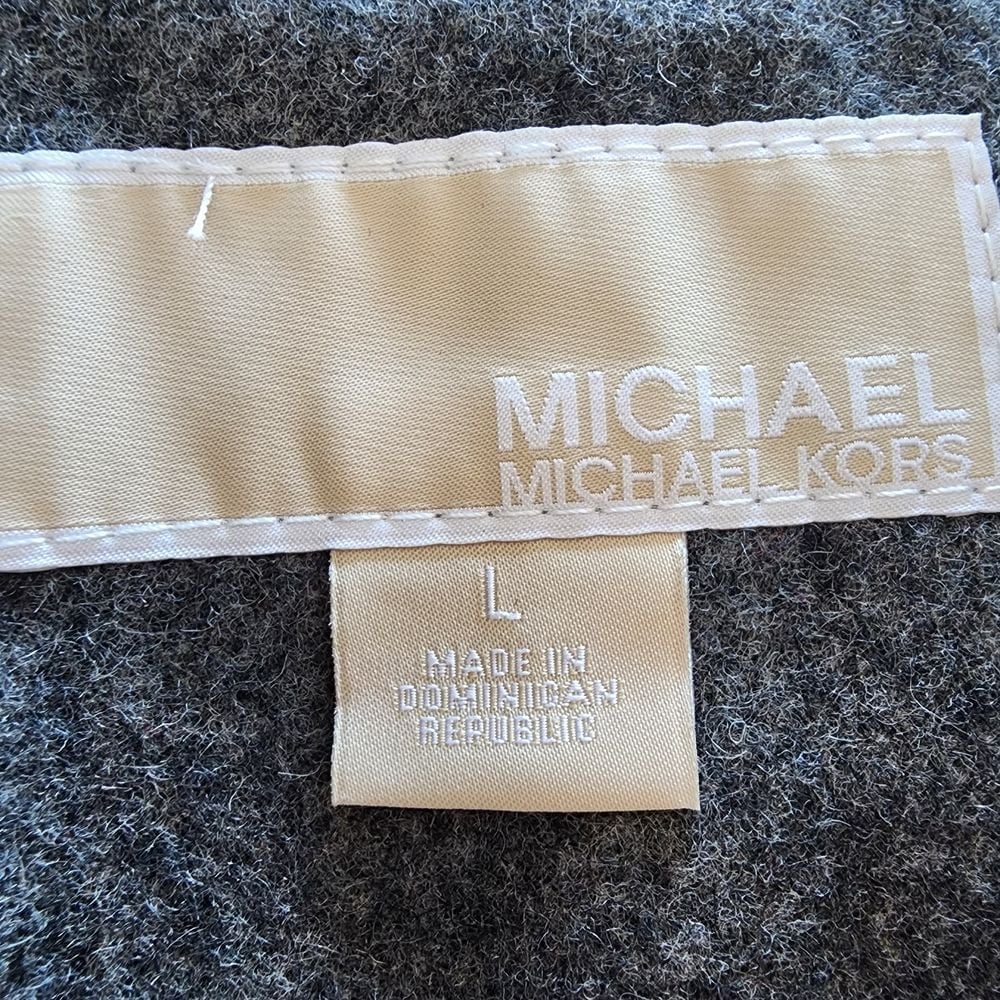 MICHAEL
MICHAEL KORS
L
MADE IN
DOMINICAN
REPUBLIC